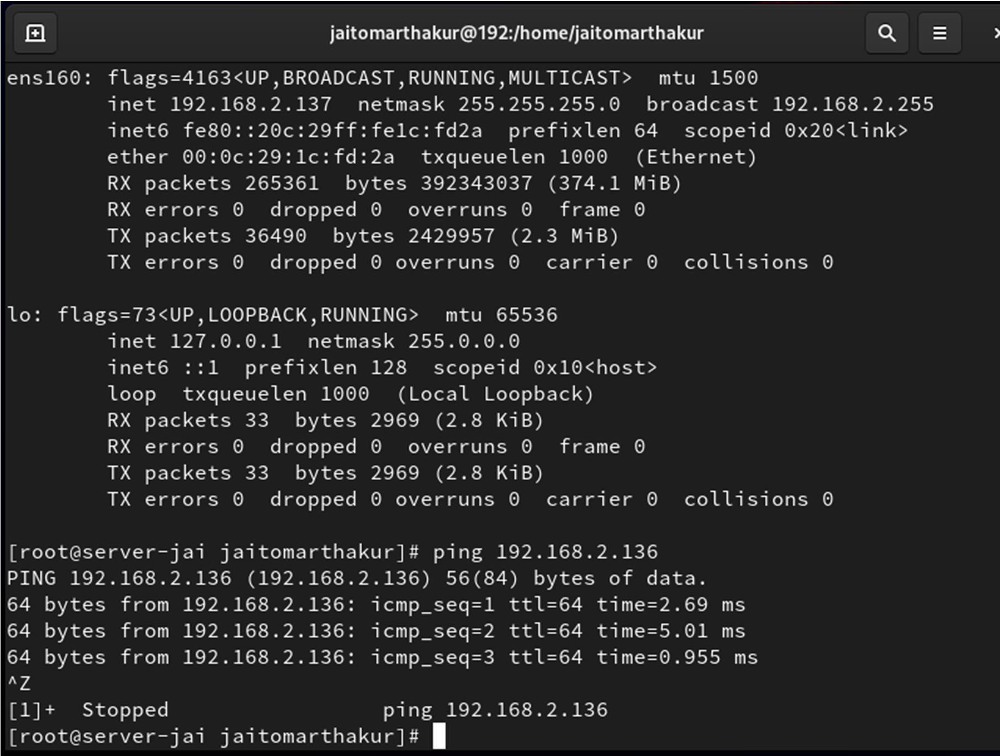 jaitomarthakur@192:/home/jaitomarthakur
ens160: flags=4163<UP,BROADCAST,RUNNING,MULTICAST>  mtu 1500
        inet 192.168.2.137  netmask 255.255.255.0  broadcast 192.168.2.255
        inet6 fe80::20c:29ff:fe1c:fd2a  prefixlen 64  scopeid 0x20<link>
        ether 00:0c:29:1c:fd:2a  txqueuelen 1000  (Ethernet)
        RX packets 265361  bytes 392343037 (374.1 MiB)
        RX errors 0  dropped 0  overruns 0  frame 0
        TX packets 36490  bytes 2429957 (2.3 MiB)
        TX errors 0  dropped 0 overruns 0  carrier 0  collisions 0
lo: flags=73<UP,LOOPBACK,RUNNING>  mtu 65536
        inet 127.0.0.1  netmask 255.0.0.0
        inet6 ::1  prefixlen 128  scopeid 0x10<host>
        loop  txqueuelen 1000  (Local Loopback)
        RX packets 33  bytes 2969 (2.8 KiB)
        RX errors 0  dropped 0  overruns 0  frame 0
        TX packets 33  bytes 2969 (2.8 KiB)
        TX errors 0  dropped 0 overruns 0  carrier 0  collisions 0
[root@server-jai jaitomarthakur]# ping 192.168.2.136
PING 192.168.2.136 (192.168.2.136) 56(84) bytes of data.
64 bytes from 192.168.2.136: icmp_seq=1 ttl=64 time=2.69 ms
64 bytes from 192.168.2.136: icmp_seq=2 ttl=64 time=5.01 ms
64 bytes from 192.168.2.136: icmp_seq=3 ttl=64 time=0.955 ms
^Z
[1]+  Stopped                 ping 192.168.2.136
[root@server-jai jaitomarthakur]#